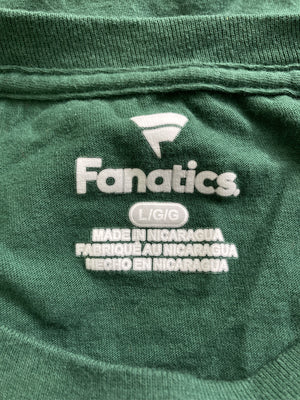 Fanatics.
L/G/G
MADE IN NICARAGUA
FABRIQUÉ AU NICARAGUA
HECHO EN NICARAGUA